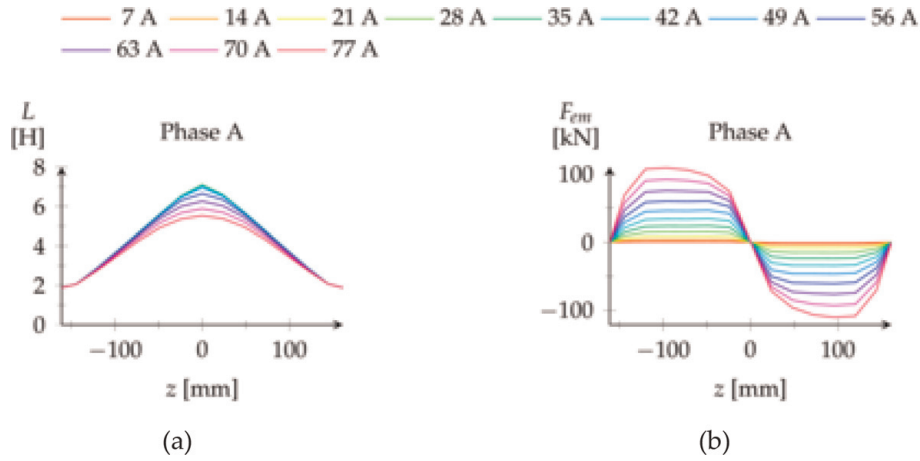 7 A 14 A 21 A 28 A 35 A 42 A 49 A 56 A
63 A 70 A 77 A
L
[H]
Phase A
8
6
4
2
0
−100 0 100
z [mm]
(a)
F_em
[kN]
Phase A
100
0
−100
−100 0 100
z [mm]
(b)